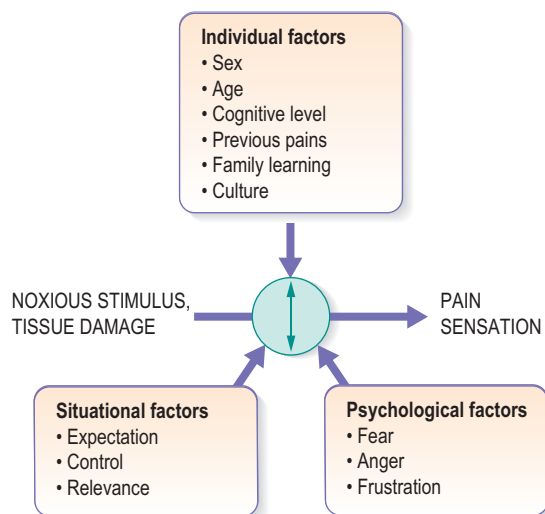 Individual factors
• Sex
• Age
• Cognitive level
• Previous pains
• Family learning
• Culture
NOXIOUS STIMULUS,
TISSUE DAMAGE
PAIN
SENSATION
Situational factors
• Expectation
• Control
• Relevance
Psychological factors
• Fear
• Anger
• Frustration